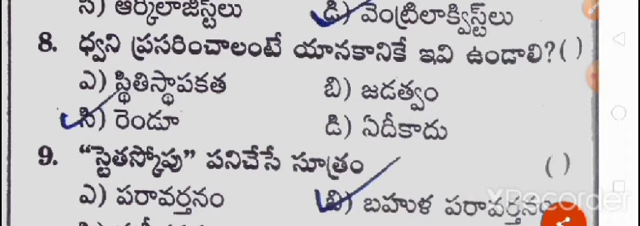 సి) ఆర్కిలాజిస్ట్‌లు డి) వెంట్రిలాక్విస్ట్‌లు
8. ధ్వని ప్రసరించాలంటే యానకానికే ఇవి ఉండాలి? ( )
ఎ) స్థితిస్థాపకత బి) జడత్వం
సి) రెండూ డి) ఏదీకాదు
9. "స్టెతస్కోపు" పనిచేసే సూత్రం ( )
ఎ) పరావర్తనం బి) బహుళ పరావర్తనం
XRecorder